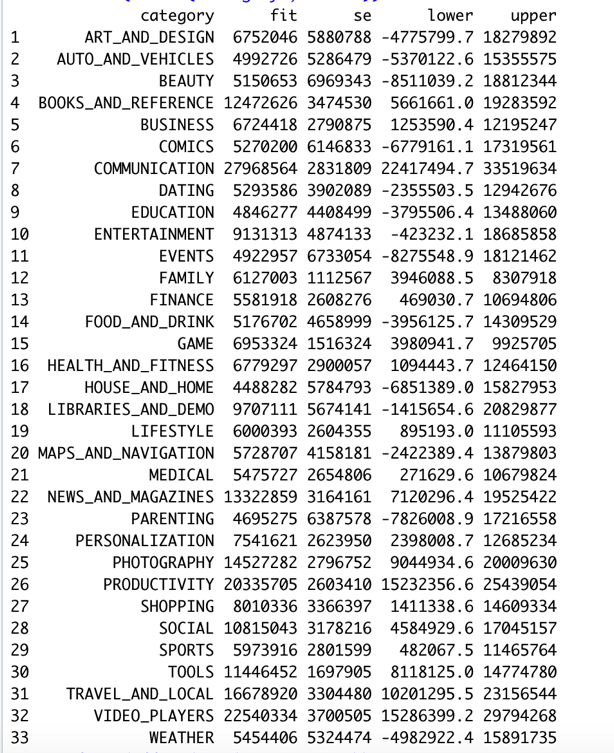 category fit se lower upper
1 ART_AND_DESIGN 6752046 5880788 -4775799.7 18279892
2 AUTO_AND_VEHICLES 4992726 5286479 -5370122.6 15355575
3 BEAUTY 5150653 6969343 -8511039.2 18812344
4 BOOKS_AND_REFERENCE 12472626 3474530 5661661.0 19283592
5 BUSINESS 6724418 2790875 1253590.4 12195247
6 COMICS 5270200 6146833 -6779161.1 17319561
7 COMMUNICATION 27968564 2831809 22417494.7 33519634
8 DATING 5293586 3902089 -2355503.5 12942676
9 EDUCATION 4846277 4408499 -3795506.4 13488060
10 ENTERTAINMENT 9131313 4874133 -423232.1 18685858
11 EVENTS 4922957 6733054 -8275548.9 18121462
12 FAMILY 6127003 1112567 3946088.5 8307918
13 FINANCE 5581918 2608276 469030.7 10694806
14 FOOD_AND_DRINK 5176702 4658999 -3956125.7 14309529
15 GAME 6953324 1516324 3980941.7 9925705
16 HEALTH_AND_FITNESS 6779297 2900057 1094443.7 12464150
17 HOUSE_AND_HOME 4488282 5784793 -6851389.0 15827953
18 LIBRARIES_AND_DEMO 9707111 5674141 -1415654.6 20829877
19 LIFESTYLE 6000393 2604355 895193.0 11105593
20 MAPS_AND_NAVIGATION 5728707 4158181 -2422389.4 13879803
21 MEDICAL 5475727 2654806 271629.6 10679824
22 NEWS_AND_MAGAZINES 13322859 3164161 7120296.4 19525422
23 PARENTING 4695275 6387578 -7826008.9 17216558
24 PERSONALIZATION 7541621 2623950 2398008.7 12685234
25 PHOTOGRAPHY 14527282 2796752 9044934.6 20009630
26 PRODUCTIVITY 20335705 2603410 15232356.6 25439054
27 SHOPPING 8010336 3366397 1411338.6 14609334
28 SOCIAL 10815043 3178216 4584929.6 17045157
29 SPORTS 5973916 2801599 482067.5 11465764
30 TOOLS 11446452 1697905 8118125.0 14774780
31 TRAVEL_AND_LOCAL 16678920 3304480 10201295.5 23156544
32 VIDEO_PLAYERS 22540334 3700505 15286399.2 29794268
33 WEATHER 5454406 5324474 -4982922.4 15891735